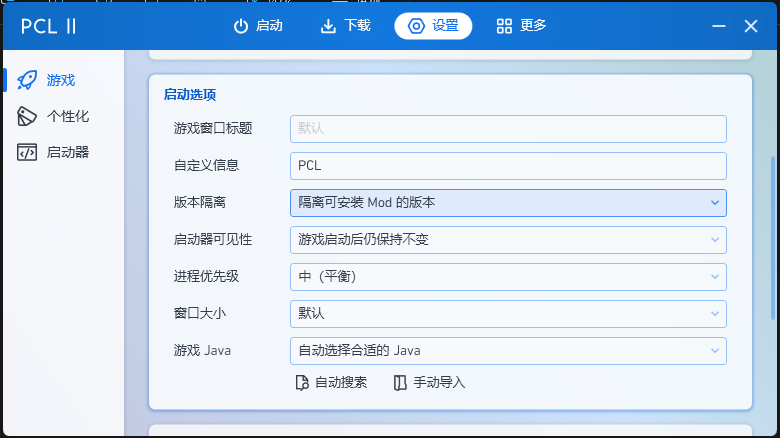 PCL II
启动
下载
设置
更多
游戏
个性化
启动器
启动选项
游戏窗口标题 默认
自定义信息 PCL
版本隔离 隔离可安装 Mod 的版本
启动器可见性 游戏启动后仍保持不变
进程优先级 中（平衡）
窗口大小 默认
游戏 Java 自动选择合适的 Java
自动搜索 手动导入